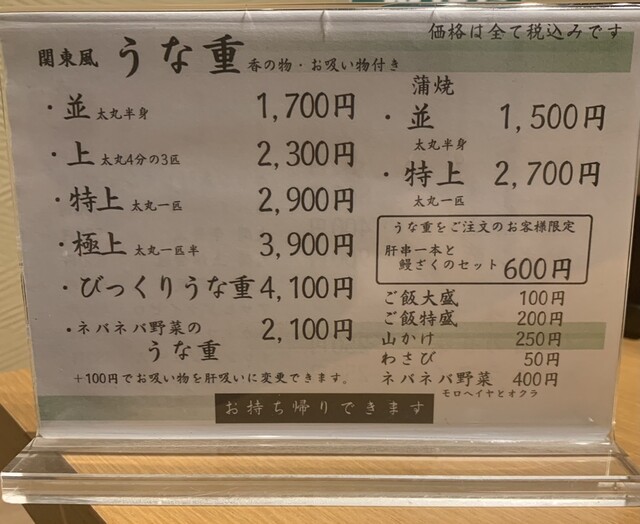 価格は全て税込みです
関東風 うな重 香の物・お吸い物付き
・並 太丸半身 1,700円
・上 太丸4分の3匹 2,300円
・特上 太丸一匹 2,900円
・極上 太丸一匹半 3,900円
・びっくりうな重 4,100円
・ネバネバ野菜の
うな重 2,100円
+100円でお吸い物を肝吸いに変更できます。
蒲焼
・並 1,500円
太丸半身
・特上 2,700円
太丸一匹
うな重をご注文のお客様限定
肝串一本と
鰻ざくのセット 600円
ご飯大盛 100円
ご飯特盛 200円
山かけ 250円
わさび 50円
ネバネバ野菜 400円
モロヘイヤとオクラ
お持ち帰りできます